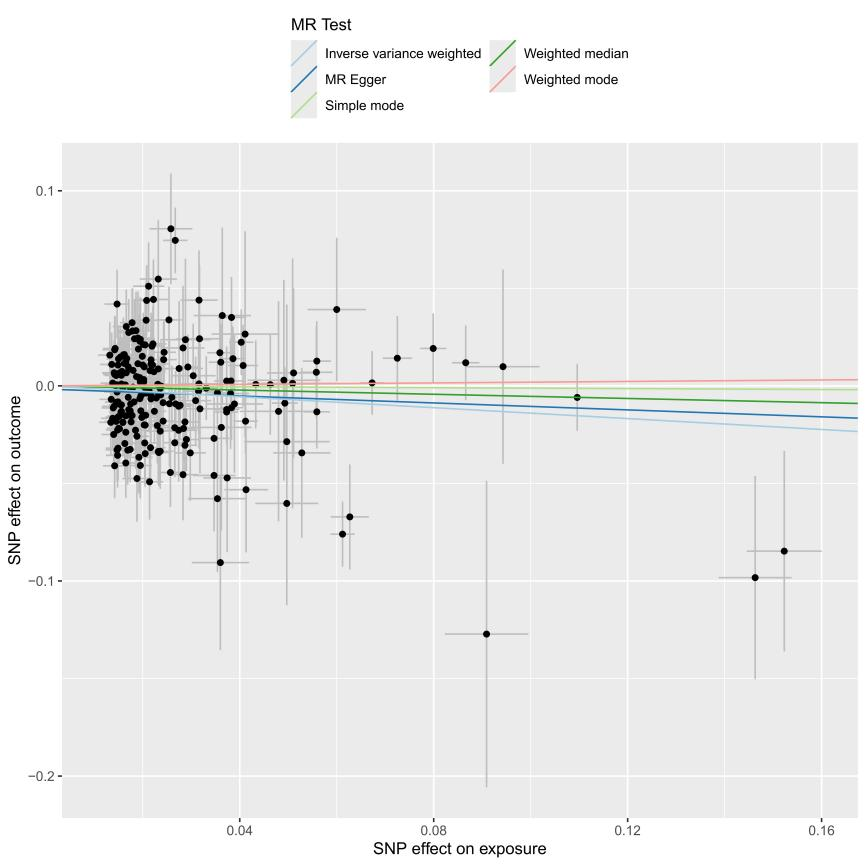 MR Test
Inverse variance weighted
Weighted median
MR Egger
Weighted mode
Simple mode
0.1
0.0
−0.1
−0.2
SNP effect on outcome
0.04
0.08
0.12
0.16
SNP effect on exposure